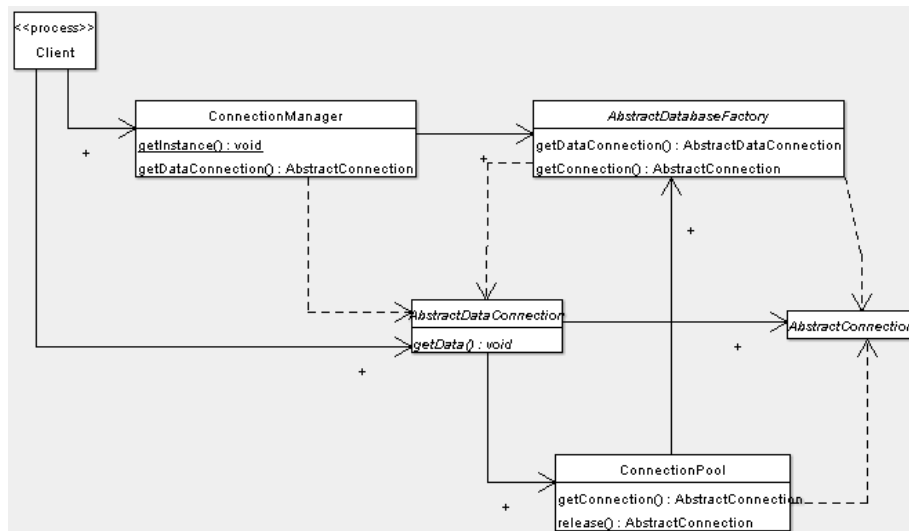 <<process>>
Client
ConnectionManager
getInstance() : void
getDataConnection() : AbstractConnection
AbstractDatabaseFactory
getDataConnection() : AbstractDataConnection
getConnection() : AbstractConnection
+
+
+
AbstractDataConnection
getData() : void
AbstractConnection
+
+
ConnectionPool
getConnection() : AbstractConnection
release() : AbstractConnection
+